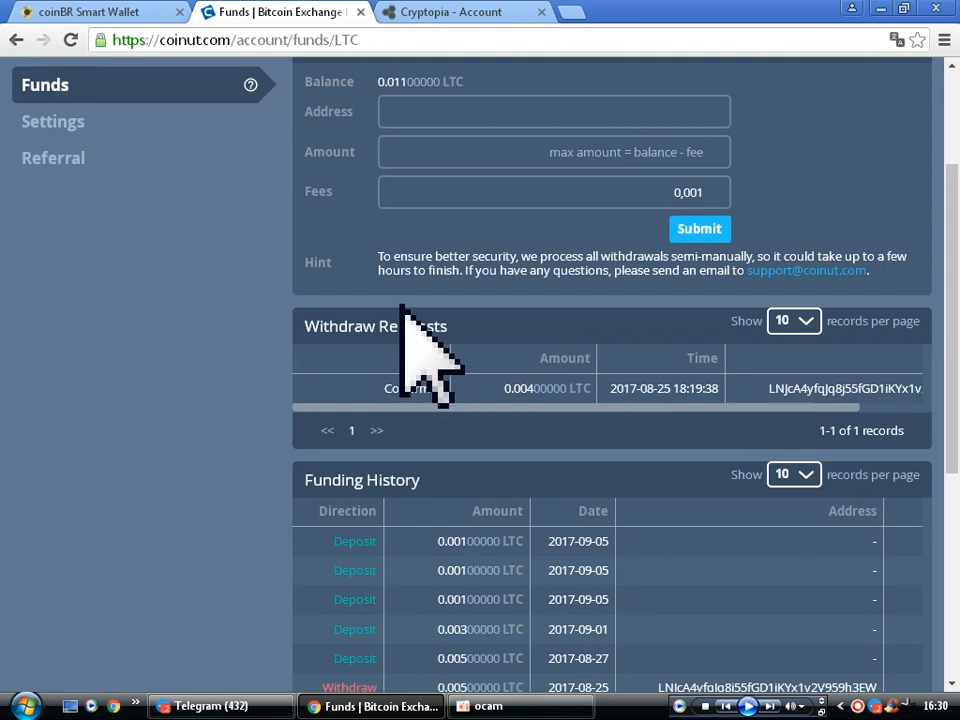 coinBR Smart Wallet
Funds | Bitcoin Exchange
Cryptopia - Account
https://coinut.com/account/funds/LTC
Funds
Settings
Referral
Balance 0.01100000 LTC
Address
Amount max amount = balance - fee
Fees 0,001
Submit
Hint To ensure better security, we process all withdrawals semi-manually, so it could take up to a few
hours to finish. If you have any questions, please send an email to support@coinut.com.
Withdraw Show 10 records per page
Amount Time
0.00400000 LTC 2017-08-25 18:19:38 LNJcA4yfqJq8j55fGD1iKYx1v
<< 1 >> 1-1 of 1 records
Funding History Show 10 records per page
Direction Amount Date Address
Deposit 0.00100000 LTC 2017-09-05 -
Deposit 0.00100000 LTC 2017-09-05 -
Deposit 0.00100000 LTC 2017-09-05 -
Deposit 0.00300000 LTC 2017-09-01 -
Deposit 0.00500000 LTC 2017-08-27 -
Withdraw 0.00500000 LTC 2017-08-25 LNJcA4yfqJq8j55fGD1iKYx1v2V959h3EW
Telegram (432)
Funds | Bitcoin Exca...
ocam
16:30